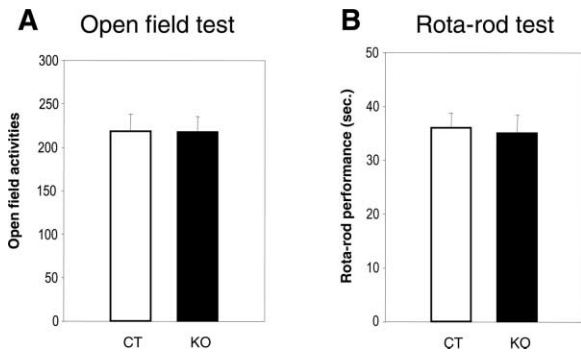 A Open field test
300
250
200
150
100
50
0
Open field activities
CT KO
B Rota-rod test
50
40
30
20
10
0
Rota-rod performance (sec.)
CT KO